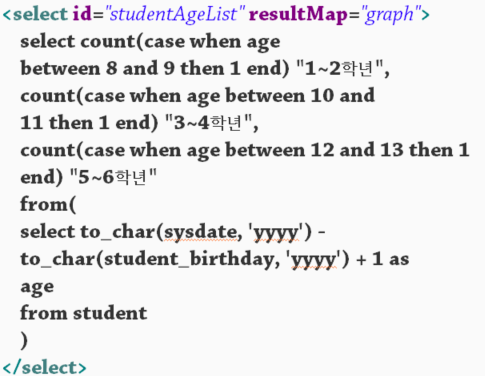 <select id="studentAgeList" resultMap="graph">
select count(case when age
between 8 and 9 then 1 end) "1~2학년",
count(case when age between 10 and
11 then 1 end) "3~4학년",
count(case when age between 12 and 13 then 1
end) "5~6학년"
from(
select to_char(sysdate, 'yyyy') -
to_char(student_birthday, 'yyyy') + 1 as
age
from student
)
</select>